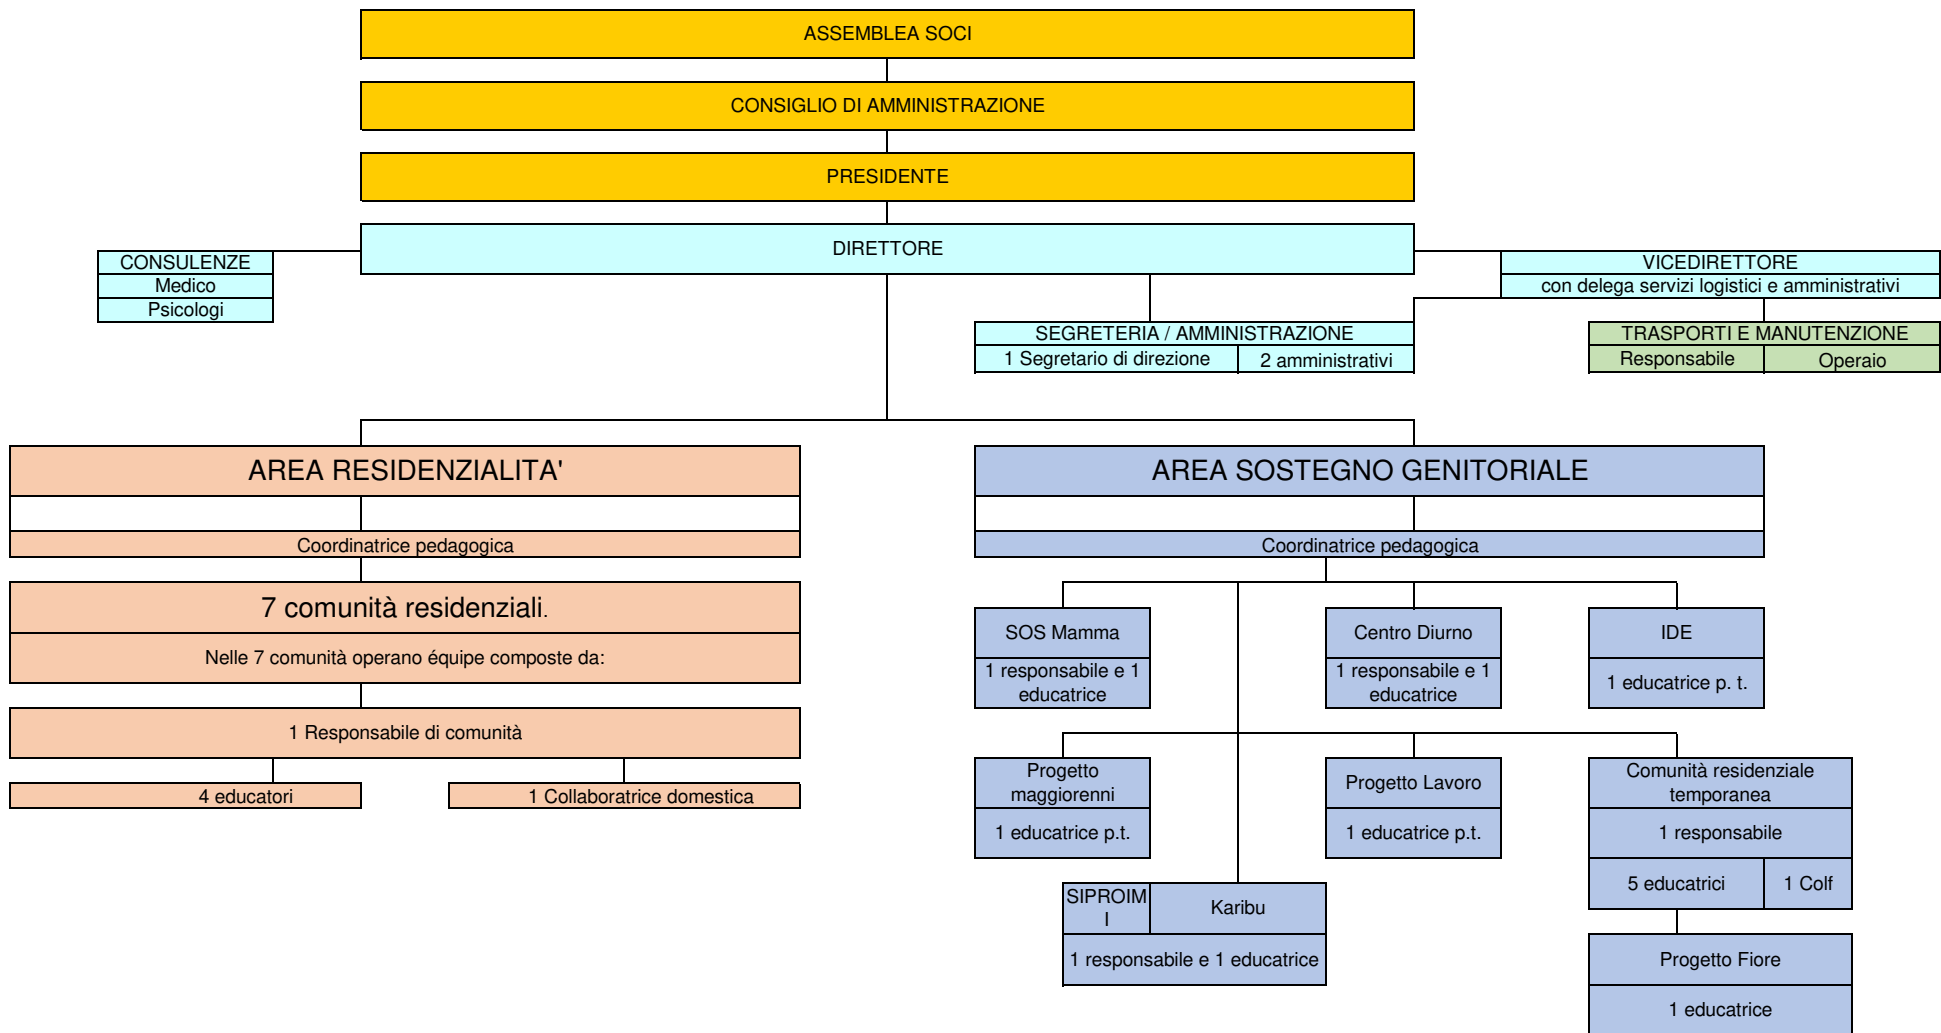 ASSEMBLEA SOCI
CONSIGLIO DI AMMINISTRAZIONE
PRESIDENTE
DIRETTORE
CONSULENZE
Medico
Psicologi
VICEDIRETTORE
con delega servizi logistici e amministrativi
SEGRETERIA / AMMINISTRAZIONE
1 Segretario di direzione
2 amministrativi
TRASPORTI E MANUTENZIONE
Responsabile
Operaio
AREA RESIDENZIALITA'
Coordinatrice pedagogica
7 comunità residenziali.
Nelle 7 comunità operano équipe composte da:
1 Responsabile di comunità
4 educatori
1 Collaboratrice domestica
AREA SOSTEGNO GENITORIALE
Coordinatrice pedagogica
SOS Mamma
1 responsabile e 1
educatrice
Centro Diurno
1 responsabile e 1
educatrice
IDE
1 educatrice p. t.
Progetto
maggiorenni
1 educatrice p.t.
Progetto Lavoro
1 educatrice p.t.
Comunità residenziale
temporanea
1 responsabile
5 educatrici
1 Colf
SIPROIM
I
Karibu
1 responsabile e 1 educatrice
Progetto Fiore
1 educatrice